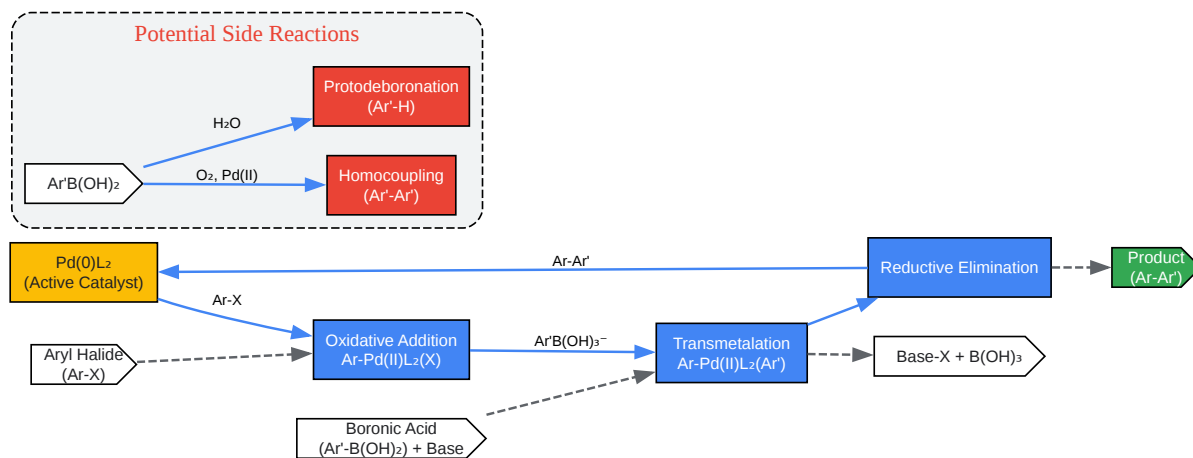 Potential Side Reactions
Protodeboronation
(Ar'-H)
H₂O
Ar'B(OH)₂
O₂, Pd(II)
Homocoupling
(Ar'-Ar')
Pd(0)L₂
(Active Catalyst)
Ar-Ar'
Reductive Elimination
Product
(Ar-Ar')
Ar-X
Aryl Halide
(Ar-X)
Oxidative Addition
Ar-Pd(II)L₂(X)
Ar'B(OH)₃⁻
Transmetalation
Ar-Pd(II)L₂(Ar')
Base-X + B(OH)₃
Boronic Acid
(Ar'-B(OH)₂) + Base